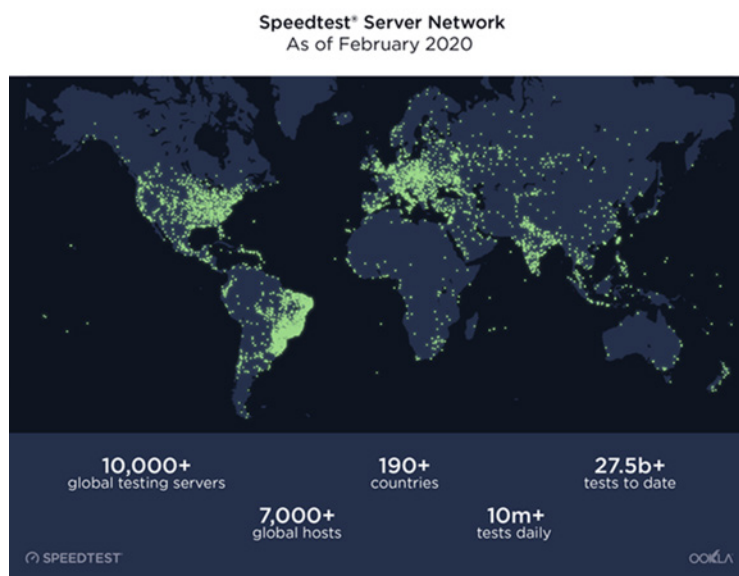 Speedtest® Server Network
As of February 2020
10,000+
global testing servers
190+
countries
27.5b+
tests to date
7,000+
global hosts
10m+
tests daily
SPEEDTEST
OOKLA